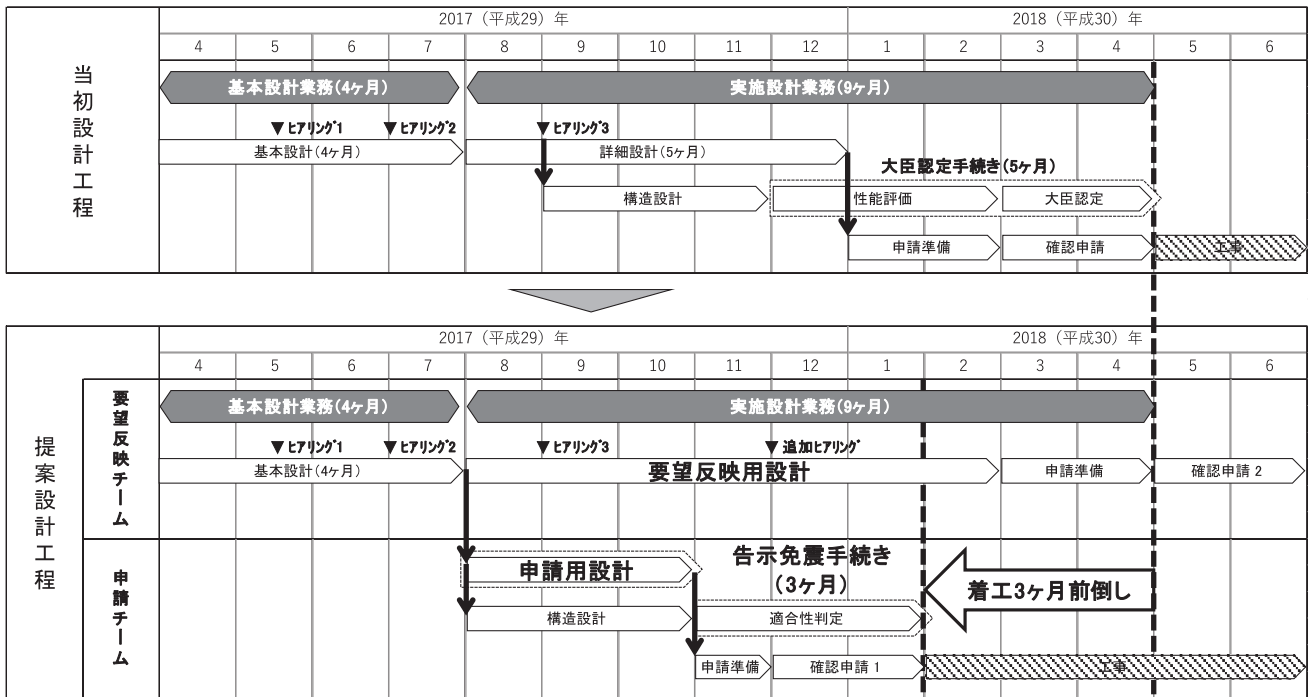 2017（平成29）年
2018（平成30）年
4 5 6 7 8 9 10 11 12 1 2 3 4 5 6
当初設計工程
基本設計業務(4ヶ月)
実施設計業務(9ヶ月)
▼ヒアリング1 ▼ヒアリング2 ▼ヒアリング3
基本設計(4ヶ月)
詳細設計(5ヶ月)
大臣認定手続き(5ヶ月)
構造設計
性能評価
大臣認定
申請準備
確認申請
工事
2017（平成29）年
2018（平成30）年
4 5 6 7 8 9 10 11 12 1 2 3 4 5 6
提案設計工程
要望反映チーム
基本設計業務(4ヶ月)
実施設計業務(9ヶ月)
▼ヒアリング1 ▼ヒアリング2 ▼ヒアリング3 ▼追加ヒアリング
基本設計(4ヶ月)
要望反映用設計
申請準備
確認申請 2
申請チーム
申請用設計
告示免震手続き
（3ヶ月）
着工3ヶ月前倒し
構造設計
適合性判定
申請準備
確認申請 1
工事